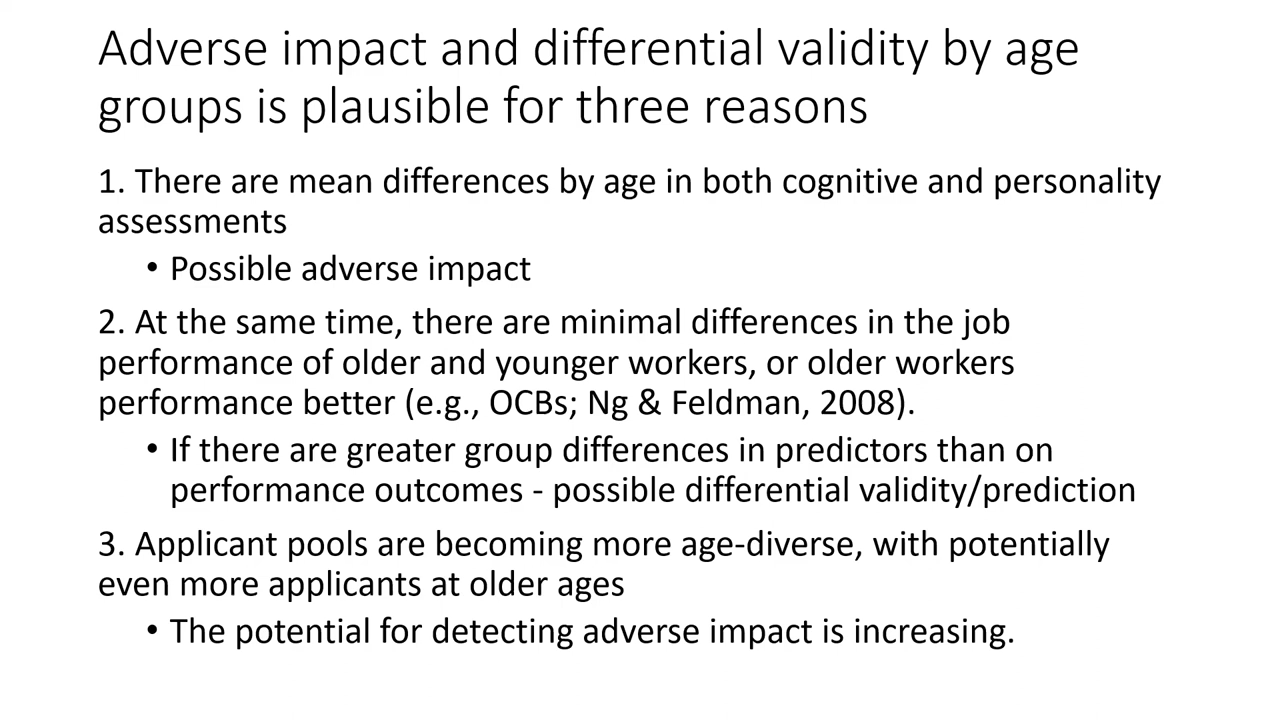 Adverse impact and differential validity by age
groups is plausible for three reasons
1. There are mean differences by age in both cognitive and personality
assessments
• Possible adverse impact
2. At the same time, there are minimal differences in the job
performance of older and younger workers, or older workers
performance better (e.g., OCBs; Ng & Feldman, 2008).
• If there are greater group differences in predictors than on
performance outcomes - possible differential validity/prediction
3. Applicant pools are becoming more age-diverse, with potentially
even more applicants at older ages
• The potential for detecting adverse impact is increasing.